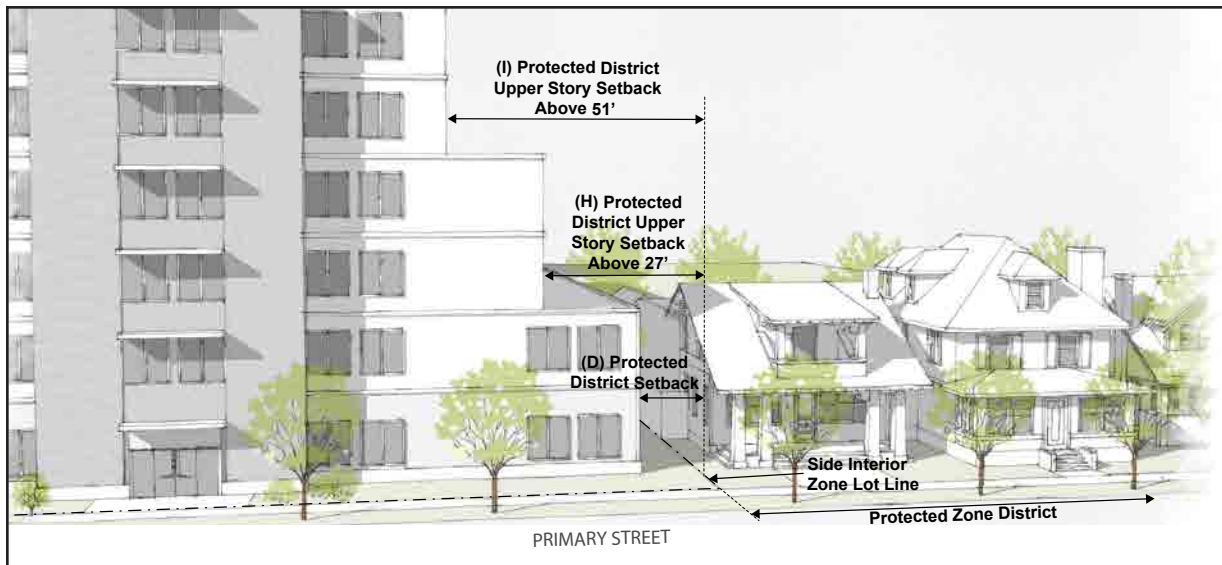 (I) Protected District
Upper Story Setback
Above 51’
(H) Protected
District Upper
Story Setback
Above 27’
(D) Protected
District Setback
Side Interior
Zone Lot Line
Protected Zone District
PRIMARY STREET